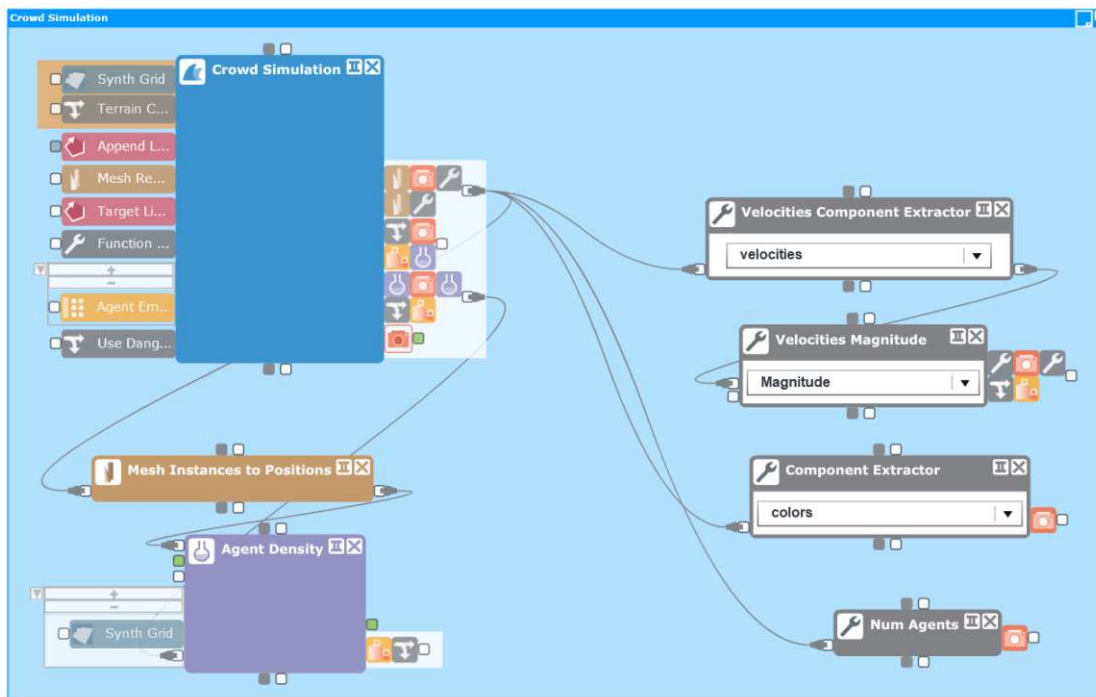 Crowd Simulation
Crowd Simulation
Synth Grid
Terrain C...
Append L...
Mesh Re...
Target Li...
Function ...
+
−
Agent Em...
Use Dang...
Velocities Component Extractor
velocities
Velocities Magnitude
Magnitude
Mesh Instances to Positions
Component Extractor
colors
Agent Density
+
−
Synth Grid
Num Agents